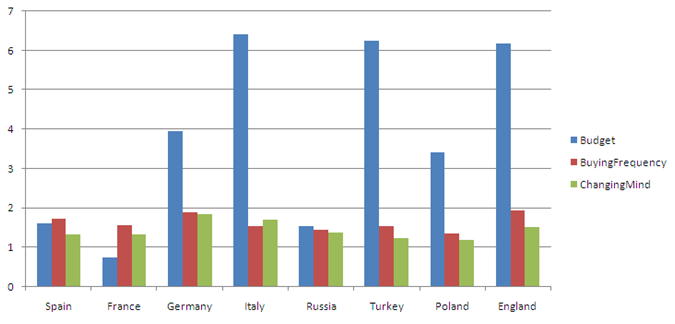 7
6
5
4
3
2
1
0
Spain France Germany Italy Russia Turkey Poland England
Budget
BuyingFrequency
ChangingMind